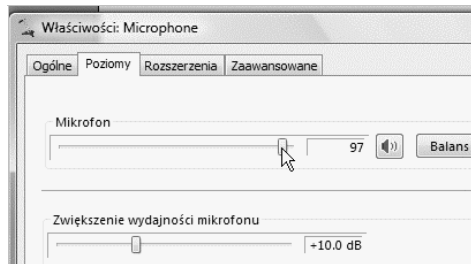 Właściwości: Microphone
Ogólne Poziomy Rozszerzenia Zaawansowane
Mikrofon
97 Balans
Zwiększenie wydajności mikrofonu
+10.0 dB